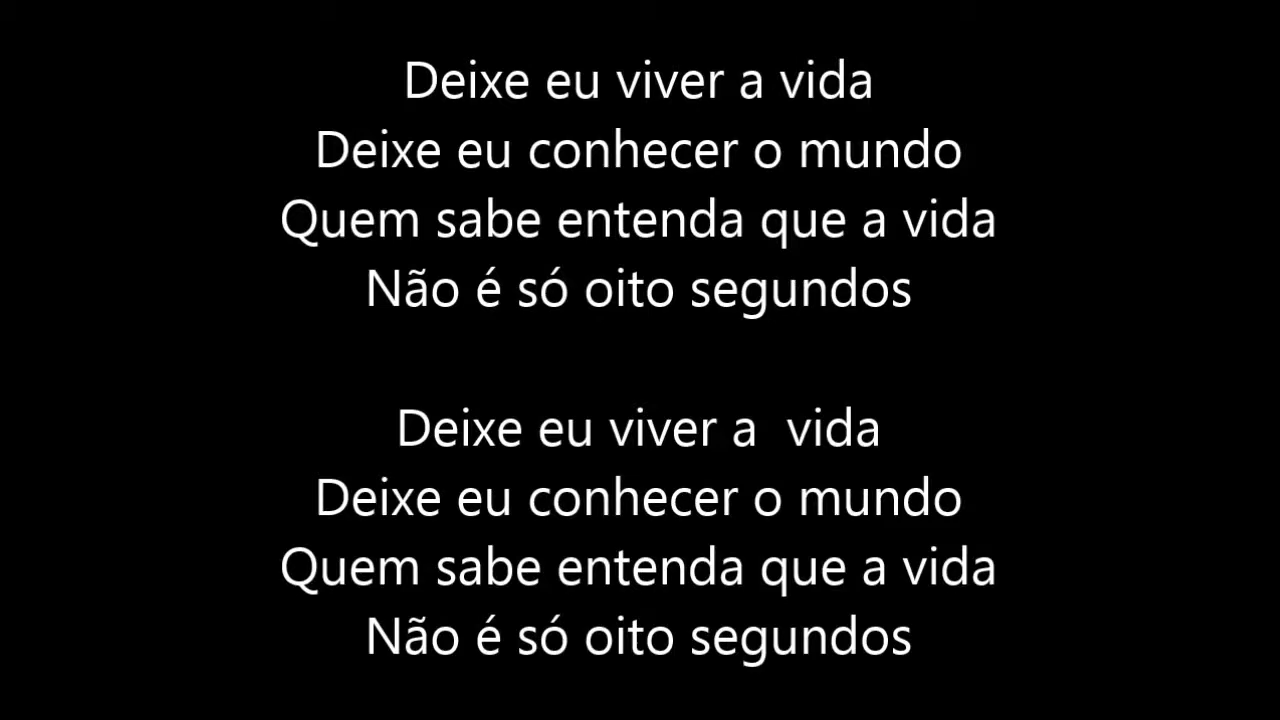 Deixe eu viver a vida
Deixe eu conhecer o mundo
Quem sabe entenda que a vida
Não é só oito segundos
Deixe eu viver a  vida
Deixe eu conhecer o mundo
Quem sabe entenda que a vida
Não é só oito segundos